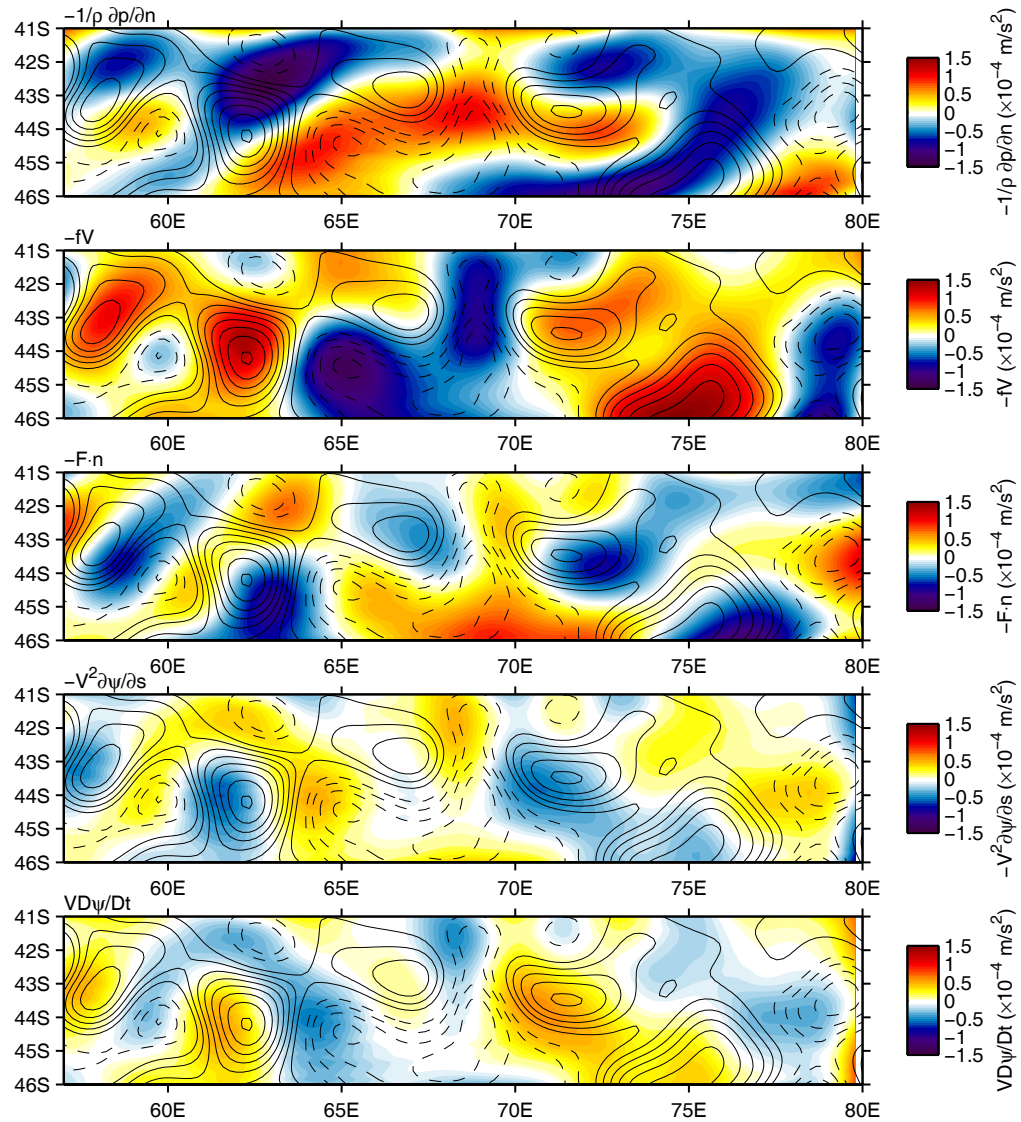 −1/ρ ∂p/∂n
41S
42S
43S
44S
45S
46S
60E 65E 70E 75E 80E
1.5
1
0.5
0
−0.5
−1
−1.5
−1/ρ ∂p/∂n (×10⁻⁴ m/s²)
−fV
41S
42S
43S
44S
45S
46S
60E 65E 70E 75E 80E
1.5
1
0.5
0
−0.5
−1
−1.5
−fV (×10⁻⁴ m/s²)
−F·n
41S
42S
43S
44S
45S
46S
60E 65E 70E 75E 80E
1.5
1
0.5
0
−0.5
−1
−1.5
−F·n (×10⁻⁴ m/s²)
−V²∂ψ/∂s
41S
42S
43S
44S
45S
46S
60E 65E 70E 75E 80E
1.5
1
0.5
0
−0.5
−1
−1.5
−V²∂ψ/∂s (×10⁻⁴ m/s²)
VDψ/Dt
41S
42S
43S
44S
45S
46S
60E 65E 70E 75E 80E
1.5
1
0.5
0
−0.5
−1
−1.5
VDψ/Dt (×10⁻⁴ m/s²)